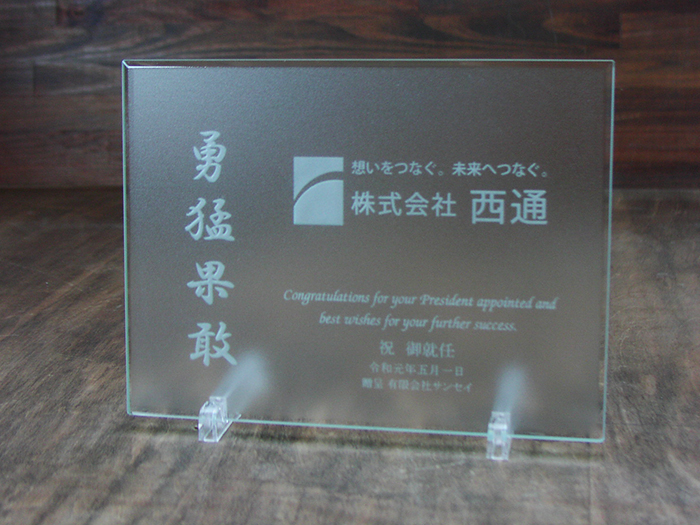 勇猛果敢
想いをつなぐ。未来へつなぐ。
株式会社 西通
Congratulations for your President appointed and
best wishes for your further success.
祝 御就任
令和元年五月一日
贈呈 有限会社サンセイ